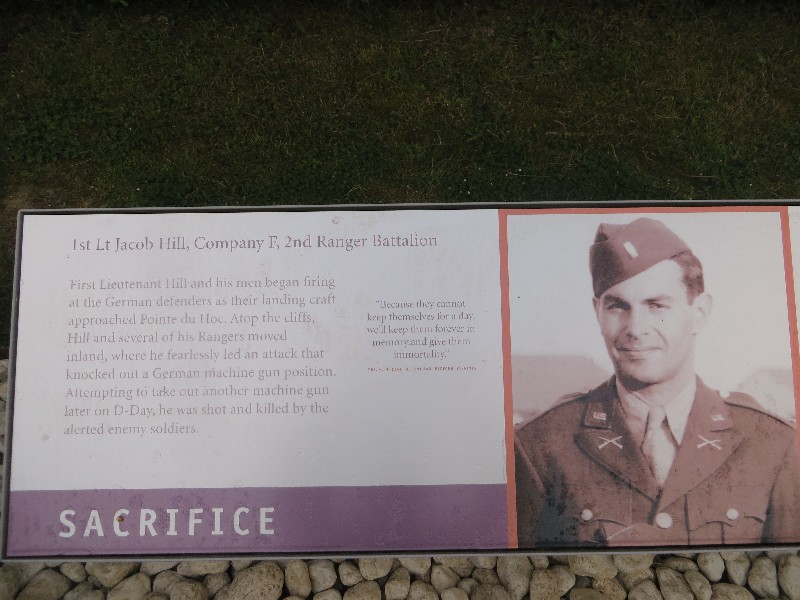 1st Lt Jacob Hill, Company F, 2nd Ranger Battalion
First Lieutenant Hill and his men began firing
at the German defenders as their landing craft
approached Pointe du Hoc. Atop the cliffs,
Hill and several of his Rangers moved
inland, where he fearlessly led an attack that
knocked out a German machine gun position.
Attempting to take out another machine gun
later on D-Day, he was shot and killed by the
alerted enemy soldiers.
"Because they cannot
keep themselves for a day,
we'll keep them forever in
memory and give them
immortality."
SACRIFICE